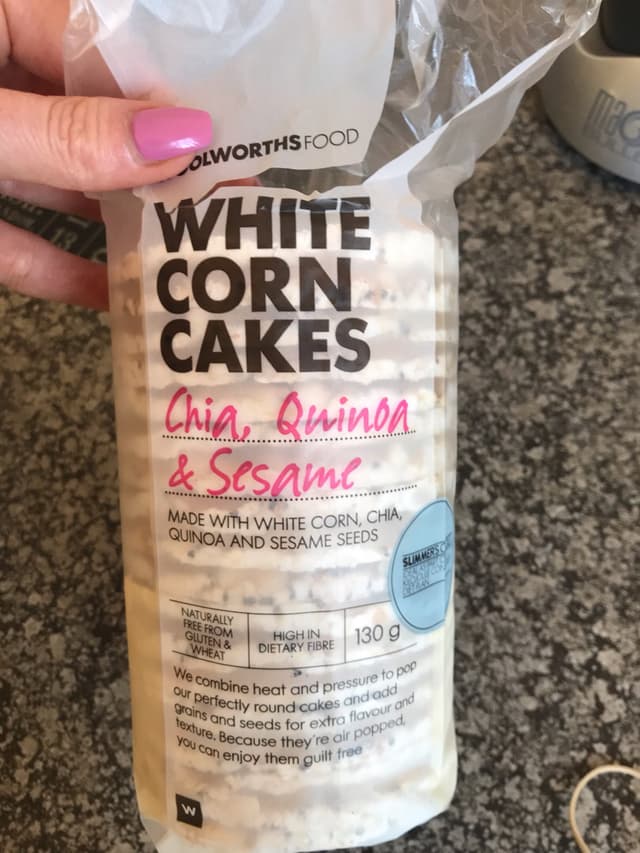 OLWORTHS FOOD
WHITE
CORN
CAKES
Chia, Quinoa
& Sesame
MADE WITH WHITE CORN, CHIA,
QUINOA AND SESAME SEEDS
SLIMMER'S
NATURALLY
FREE FROM
GLUTEN &
WHEAT
HIGH IN
DIETARY FIBRE
130 g
We combine heat and pressure to pop
our perfectly round cakes and add
grains and seeds for extra flavour and
texture. Because they're air popped,
you can enjoy them guilt free
W